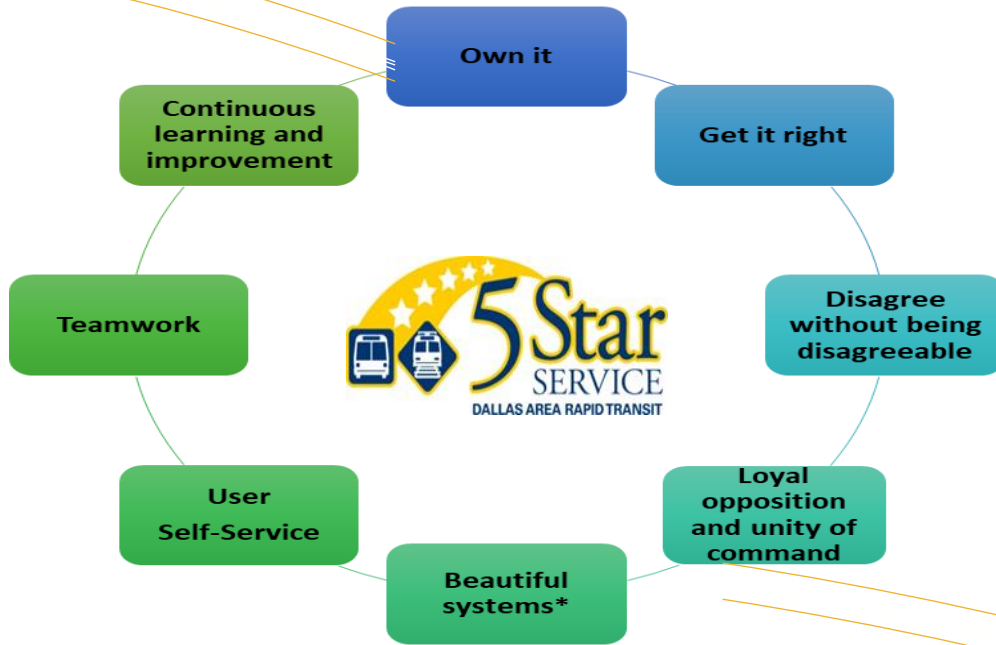 Own it
Get it right
Disagree
without being
disagreeable
Loyal
opposition
and unity of
command
Beautiful
systems*
User
Self-Service
Teamwork
Continuous
learning and
improvement
5 Star
SERVICE
DALLAS AREA RAPID TRANSIT